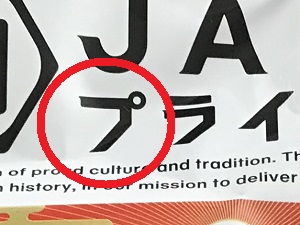 JA
プライ
n of proud culture and tradition. Th
n history, in our mission to deliver